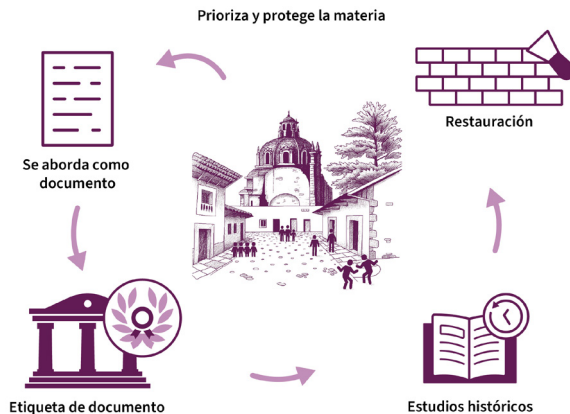 Prioriza y protege la materia
Restauración
Se aborda como
documento
Etiqueta de documento
Estudios históricos